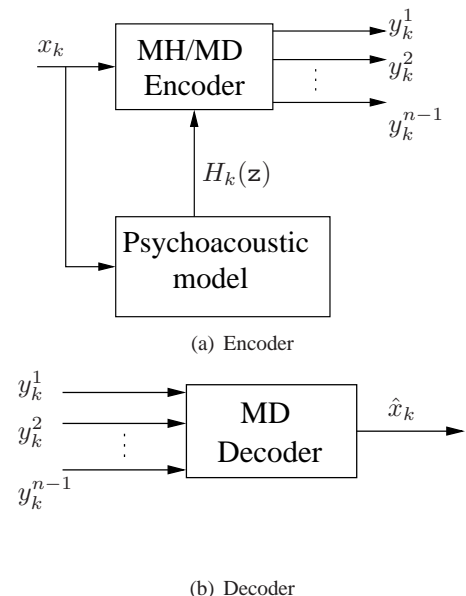 x_k
MH/MD
Encoder
y_k^1
y_k^2
⋮
y_k^{n-1}
H_k(z)
Psychoacoustic
model
(a) Encoder
y_k^1
y_k^2
⋮
y_k^{n-1}
MD
Decoder
x̂_k
(b) Decoder